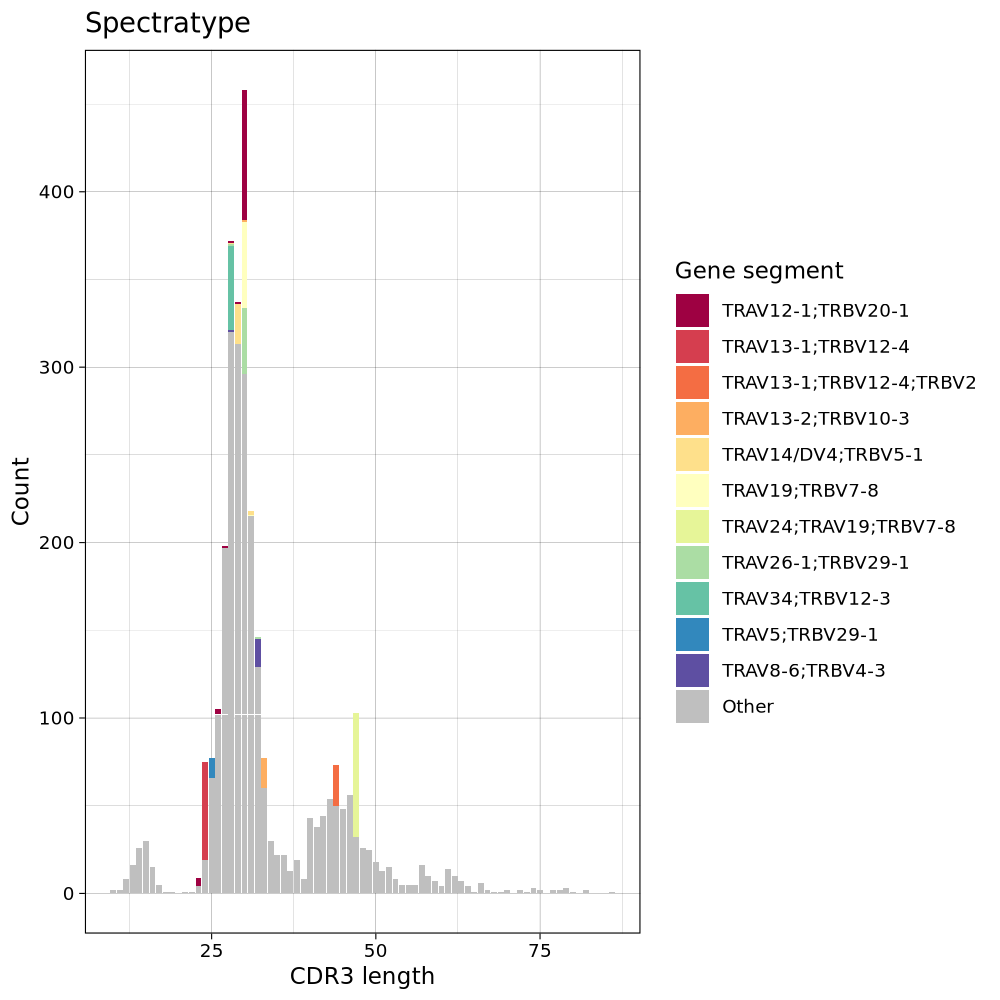 Spectratype
Count
400
300
200
100
0
25
50
75
CDR3 length
Gene segment
TRAV12-1;TRBV20-1
TRAV13-1;TRBV12-4
TRAV13-1;TRBV12-4;TRBV2
TRAV13-2;TRBV10-3
TRAV14/DV4;TRBV5-1
TRAV19;TRBV7-8
TRAV24;TRAV19;TRBV7-8
TRAV26-1;TRBV29-1
TRAV34;TRBV12-3
TRAV5;TRBV29-1
TRAV8-6;TRBV4-3
Other